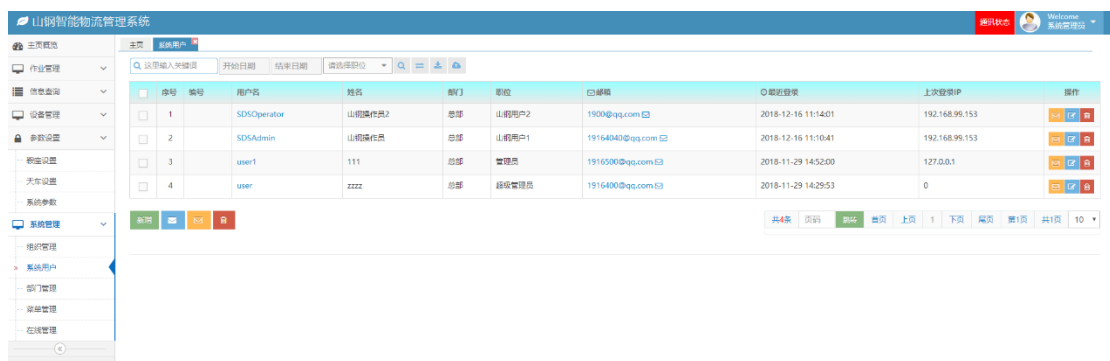 山钢智能物流管理系统
通讯状态
Welcome
系统管理员
主页概览
主页 系统用户
作业管理
这里输入关键词 开始日期 结束日期 请选择职位
信息查询
序号 编号 用户名 姓名 部门 职位 邮箱 最近登录 上次登录IP 操作
设备管理
1 SDSOperator 山钢操作员2 总部 山钢用户2 1900@qq.com 2018-12-16 11:14:01 192.168.99.153
参数设置
2 SDSAdmin 山钢操作员 总部 山钢用户1 19164040@qq.com 2018-12-16 11:10:41 192.168.99.153
鞍座设置
3 user1 111 总部 管理员 1916500@qq.com 2018-11-29 14:52:00 127.0.0.1
天车设置
4 user zzzz 总部 超级管理员 1916400@qq.com 2018-11-29 14:29:53 0
系统参数
系统管理
新增
共4条 页码 跳转 首页 上页 1 下页 尾页 第1页 共1页 10
组织管理
系统用户
部门管理
菜单管理
在线管理